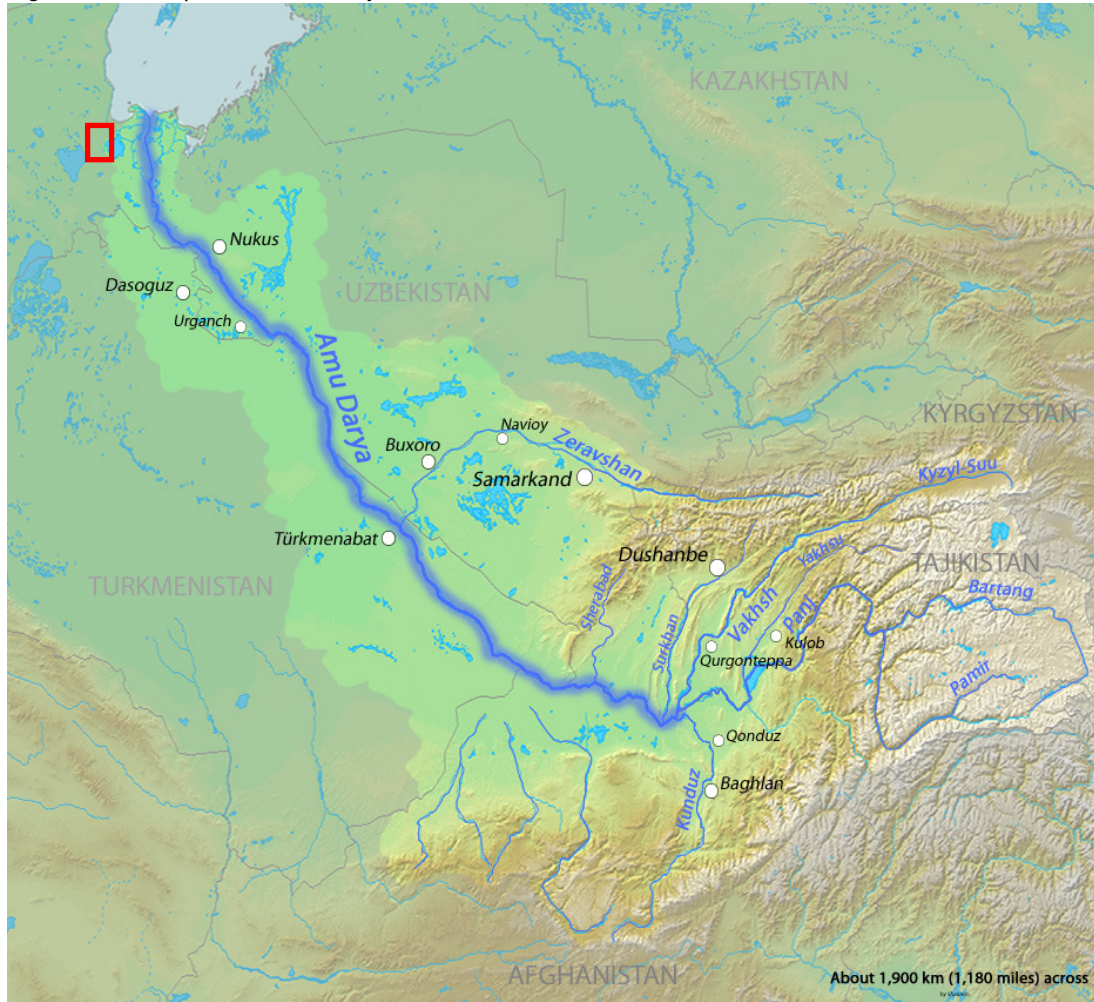 KAZAKHSTAN
Nukus
Dasoguz
UZBEKISTAN
Urganch
Amu Darya
KYRGYZSTAN
Navioy
Zeravshan
Buxoro
Kyzyl-Suu
Samarkand
Türkmenabat
Dushanbe
Yakhsu
TAJIKISTAN
TURKMENISTAN
Bartang
Sherabad
Vakhsh
Panj
Surkhan
Kulob
Qurgonteppa
Pamir
Qonduz
Baghlan
Kunduz
AFGHANISTAN
About 1,900 km (1,180 miles) across